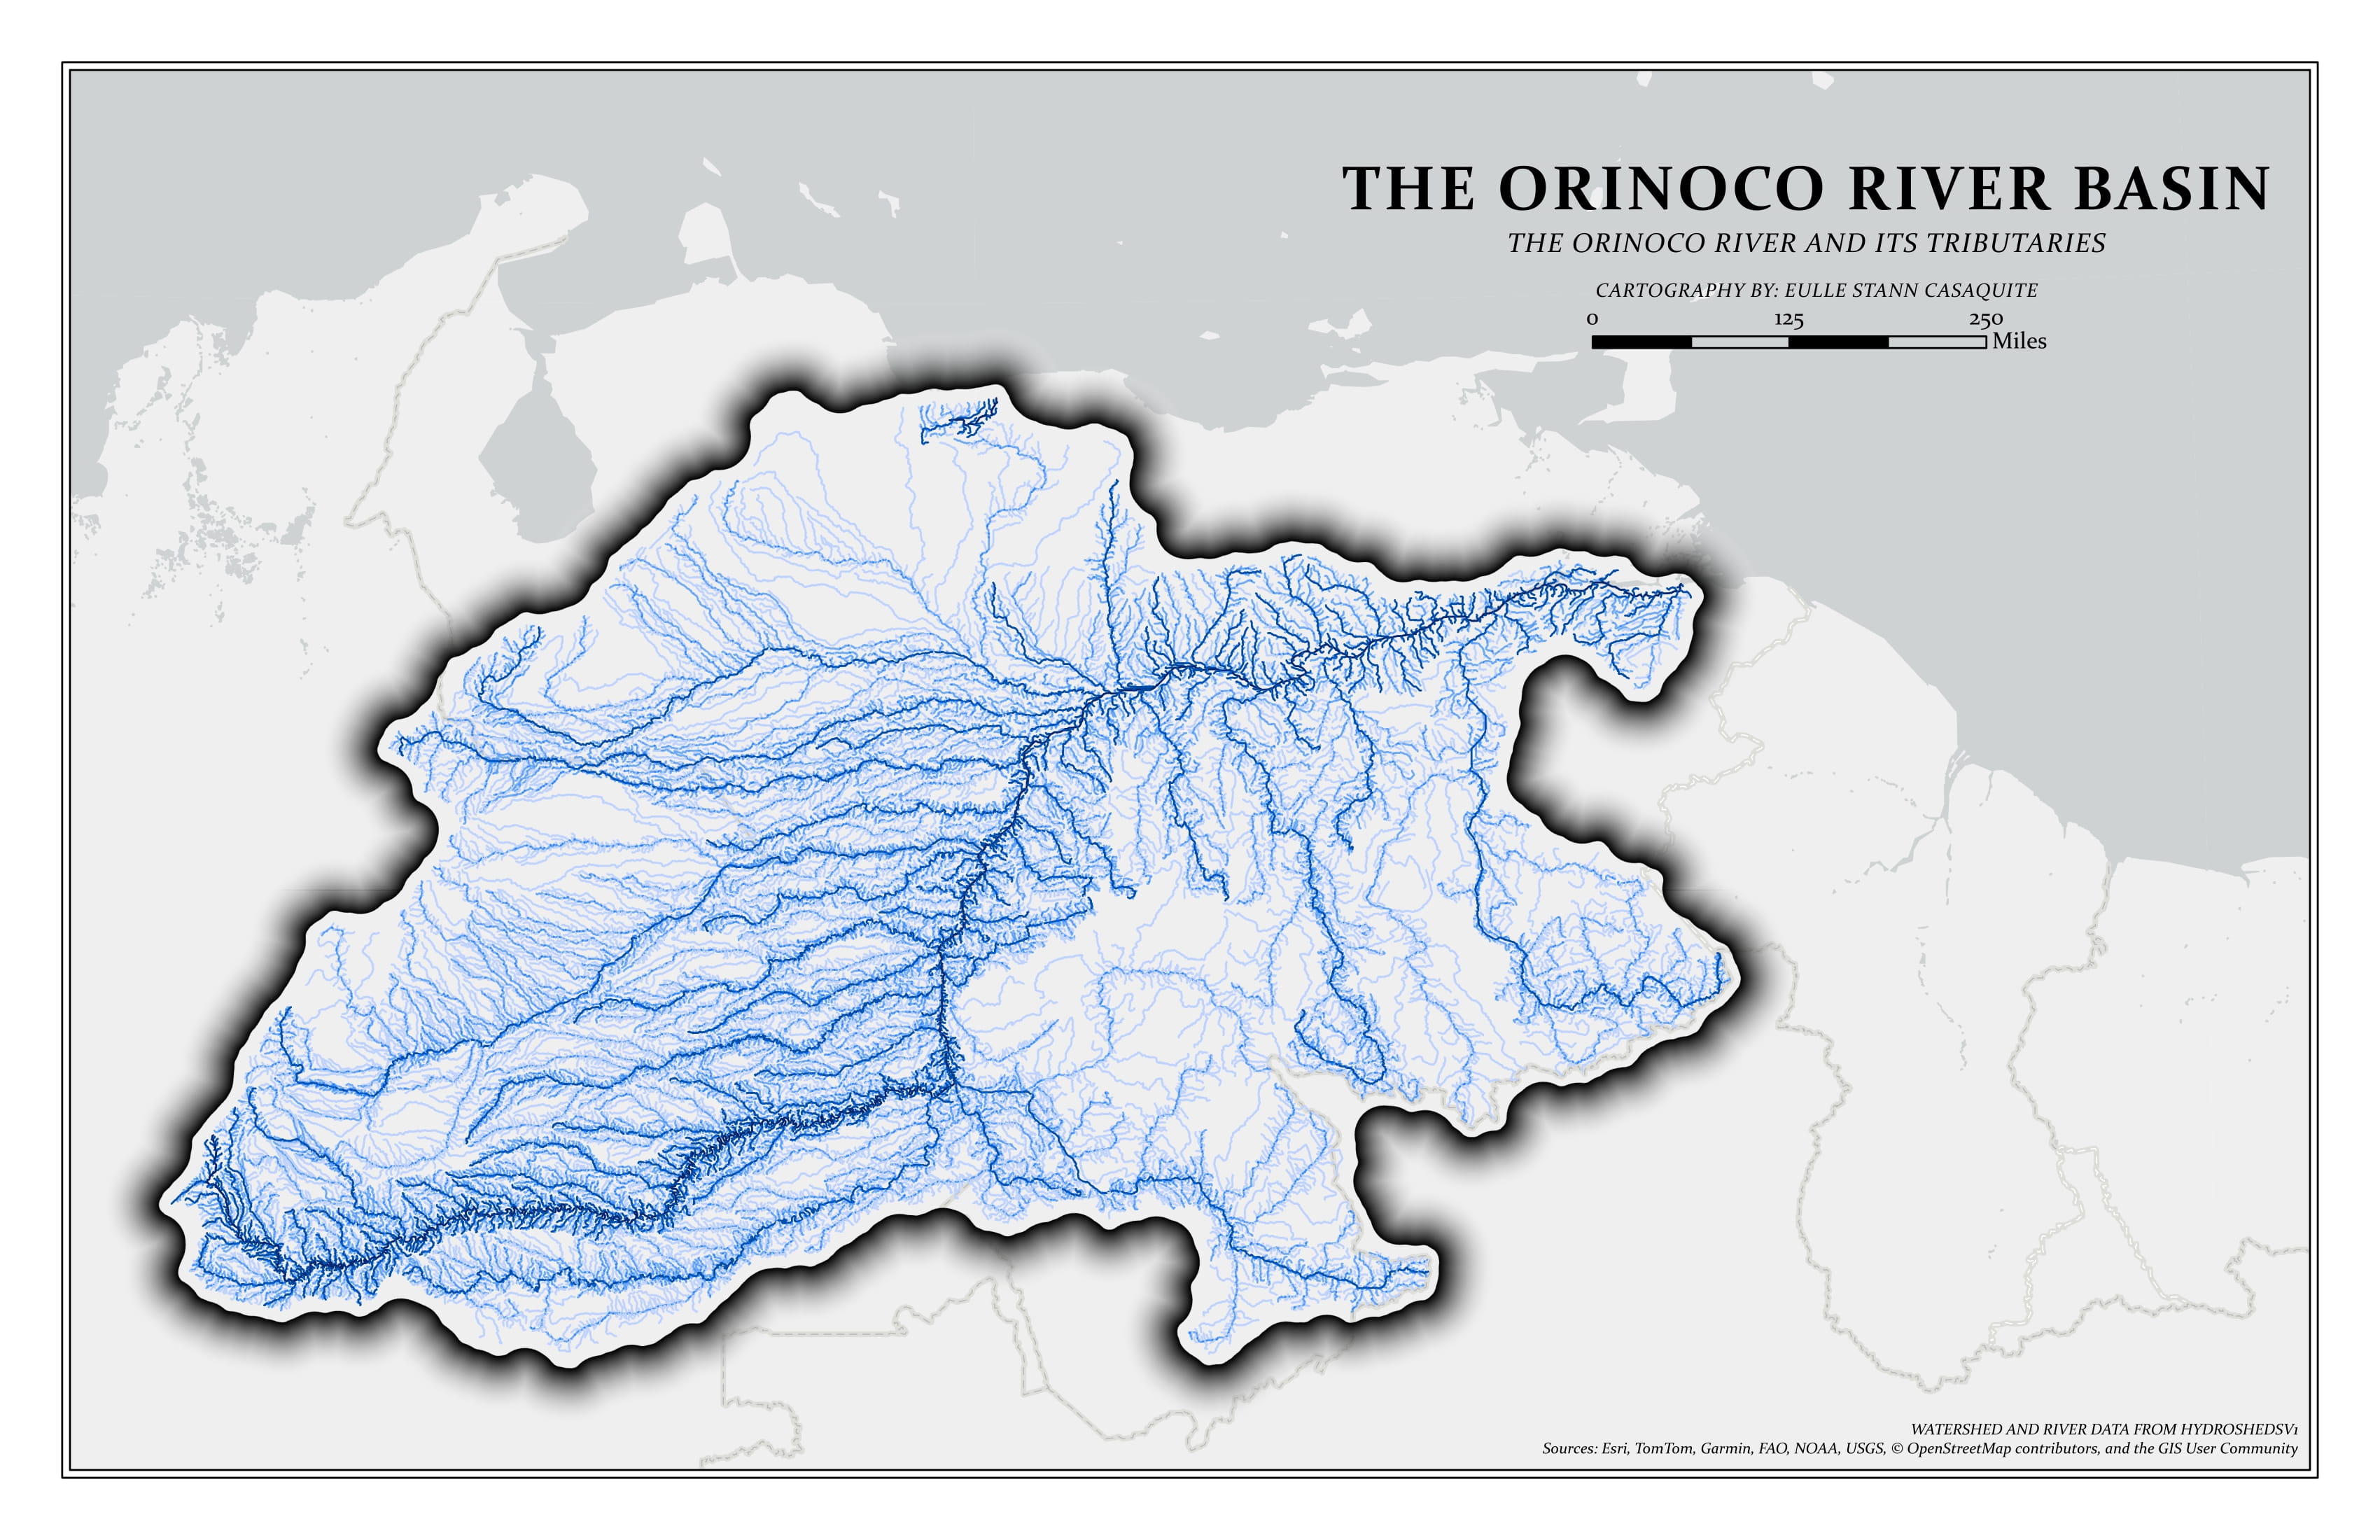 THE ORINOCO RIVER BASIN
THE ORINOCO RIVER AND ITS TRIBUTARIES
CARTOGRAPHY BY: EULLE STANN CASAQUITE
0 125 250
Miles
WATERSHED AND RIVER DATA FROM HYDROSHEDSV1
Sources: Esri, TomTom, Garmin, FAO, NOAA, USGS, © OpenStreetMap contributors, and the GIS User Community